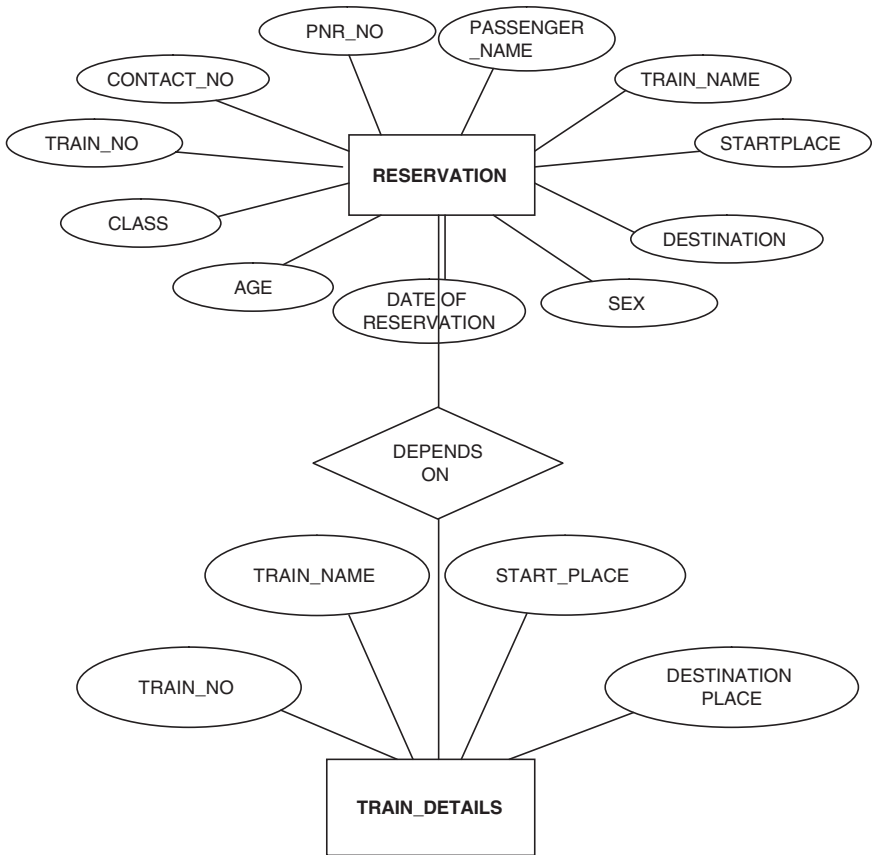 PNR_NO
PASSENGER
_NAME
CONTACT_NO
TRAIN_NAME
TRAIN_NO
STARTPLACE
RESERVATION
CLASS
DESTINATION
AGE
DATE OF
RESERVATION
SEX
DEPENDS
ON
TRAIN_NAME
START_PLACE
TRAIN_NO
DESTINATION
PLACE
TRAIN_DETAILS